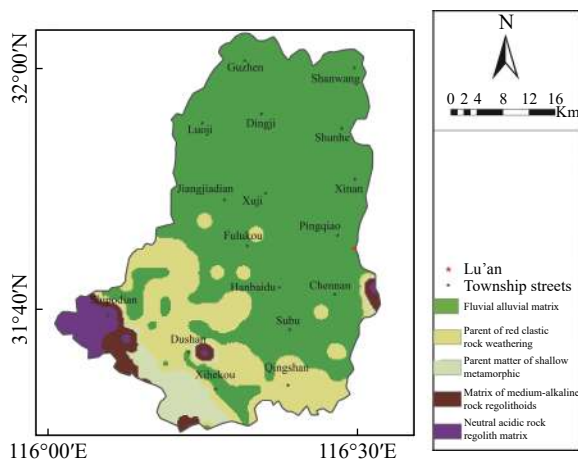 32°00′N
31°40′N
116°00′E
116°30′E
Guzhen
Shanwang
Dingji
Luoji
Shunhe
Xinan
Jiangjiadian
Xuji
Pingqiao
Fulukou
Hanbaidu
Chennan
Subu
Dushan
Xihekou
Qingshan
N
0 2 4 8 12 16
Km
Lu'an
Township streets
Fluvial alluvial matrix
Parent of red clastic
rock weathering
Parent matter of shallow
metamorphic
Matrix of medium-alkaline
rock regolithoids
Neutral acidic rock
regolith matrix